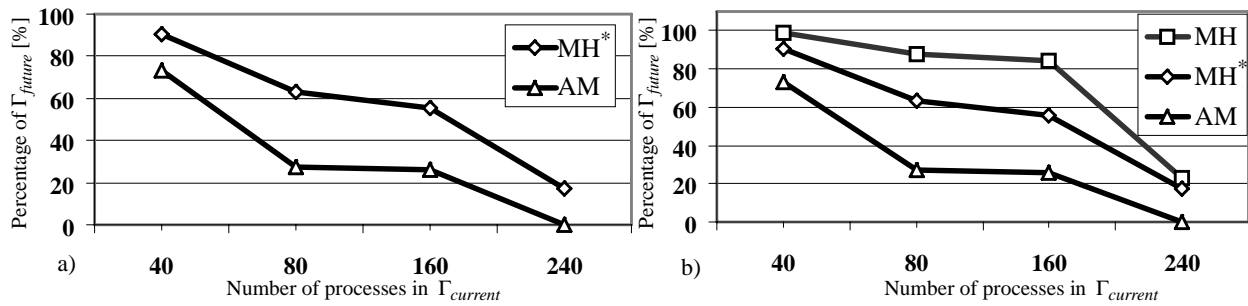 Percentage of Γfuture [%]
100
80
60
40
20
0
MH*
AM
40 80 160 240
a)
Number of processes in Γcurrent
Percentage of Γfuture [%]
100
80
60
40
20
0
MH
MH*
AM
40 80 160 240
b)
Number of processes in Γcurrent